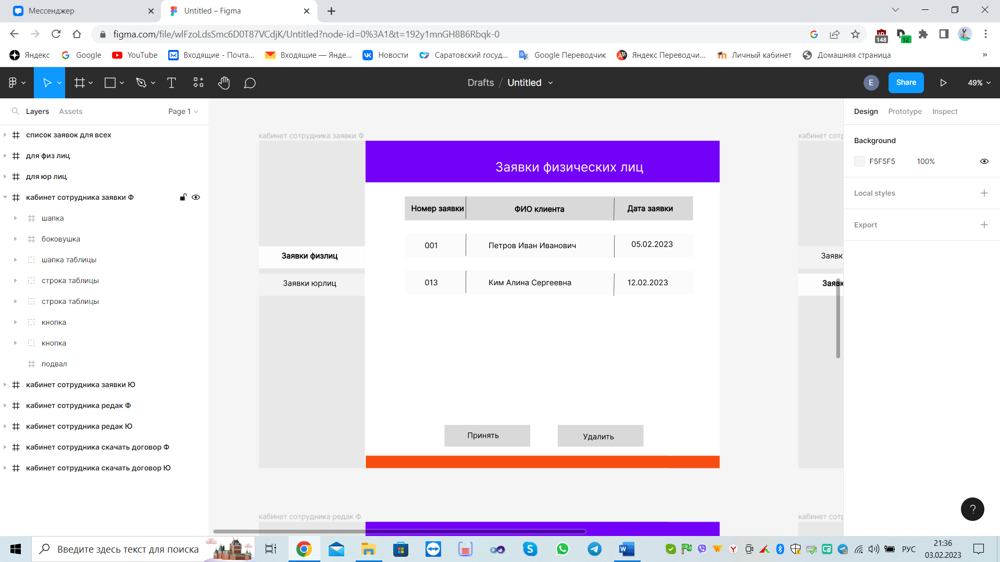 Мессенджер
Untitled – Figma
figma.com/file/wlFzoLdsSmc6D0T87VCdjK/Untitled?node-id=0%3A1&t=192y1mnGH8B6Rbqk-0
148
12
Яндекс
Google
YouTube
Входящие - Почта...
Входящие — Янде...
Новости
Саратовский госуд...
Google Переводчик
Яндекс Переводчи...
Личный кабинет
Домашняя страница
»
Drafts / Untitled
E
Share
49%
Layers
Assets
Page 1
список заявок для всех
для физ лиц
для юр лиц
кабинет сотрудника заявки Ф
шапка
боковушка
шапка таблицы
строка таблицы
строка таблицы
кнопка
кнопка
подвал
кабинет сотрудника заявки Ю
кабинет сотрудника редак Ф
кабинет сотрудника редак Ю
кабинет сотрудника скачать договор Ф
кабинет сотрудника скачать договор Ю
кабинет сотрудника заявки Ф
Заявки физических лиц
Номер заявки
ФИО клиента
Дата заявки
001
Петров Иван Иванович
05.02.2023
013
Ким Алина Сергеевна
12.02.2023
Заявки физлиц
Заявки юрлиц
Принять
Удалить
кабинет сотрудника редак Ф
кабинет сотр
Заявк
Заявк
кабинет сотр
Design
Prototype
Inspect
Background
F5F5F5
100%
Local styles
Export
?
Введите здесь текст для поиска
РУС
21:36
03.02.2023